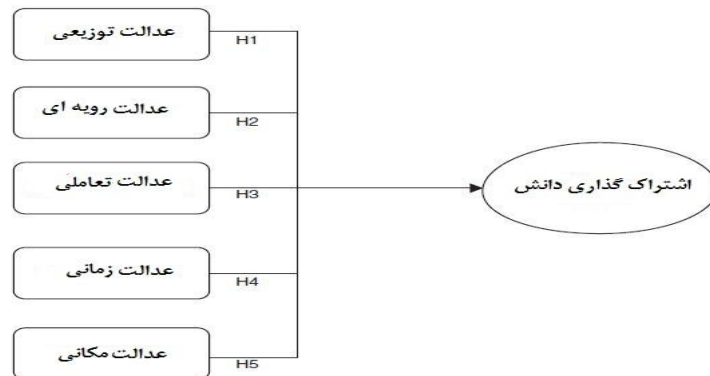 عدالت توزیعی
H1
عدالت رویه ای
H2
عدالت تعاملی
H3
اشتراک گذاری دانش
عدالت زمانی
H4
عدالت مکانی
H5